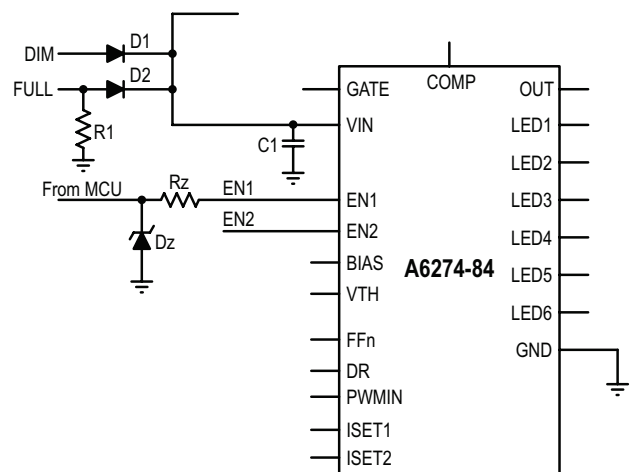 DIM
D1
FULL
D2
R1
C1
From MCU
Rz
EN1
EN2
Dz
COMP
GATE
VIN
EN1
EN2
BIAS
VTH
FFn
DR
PWMIN
ISET1
ISET2
A6274-84
OUT
LED1
LED2
LED3
LED4
LED5
LED6
GND